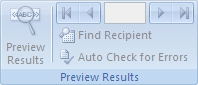 «ABC»
Preview
Results
Find Recipient
Auto Check for Errors
Preview Results